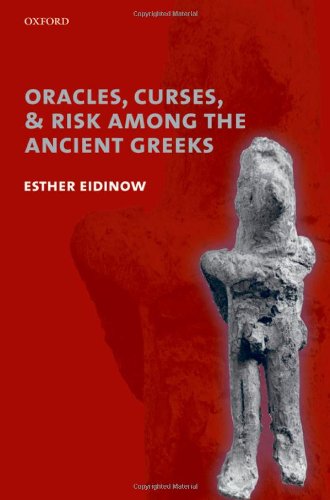 OXFORD
ORACLES, CURSES,
& RISK AMONG THE
ANCIENT GREEKS
ESTHER EIDINOW